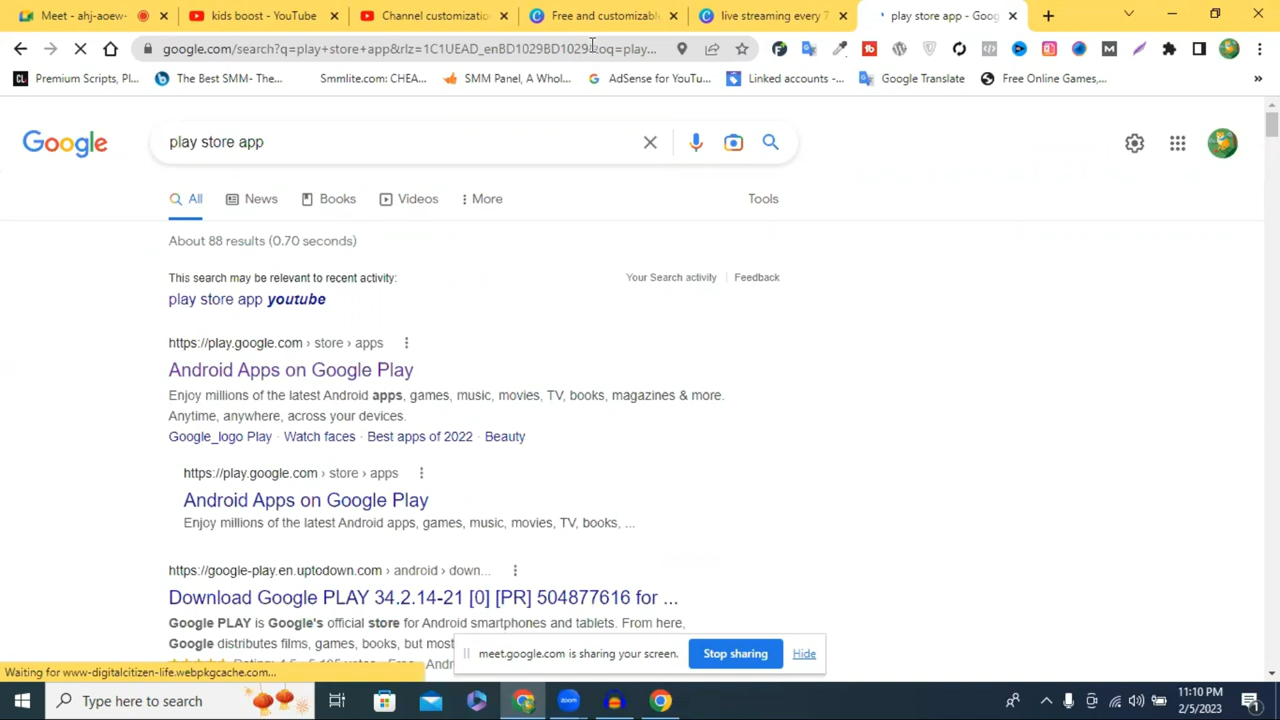 Meet - ahj-aoew-
kids boost - YouTube
Channel customizatio
Free and customizabl
live streaming every 7
play store app - Goog
google.com/search?q=play+store+app&rlz=1C1UEAD_enBD1029BD1029&oq=play...
Premium Scripts, Pl...
The Best SMM- The...
Smmlite.com: CHEA...
SMM Panel, A Whol...
AdSense for YouTu...
Linked accounts -...
Google Translate
Free Online Games,...
Google
play store app
All
News
Books
Videos
More
Tools
About 88 results (0.70 seconds)
This search may be relevant to recent activity:
Your Search activity
Feedback
play store app youtube
https://play.google.com › store › apps
Android Apps on Google Play
Enjoy millions of the latest Android apps, games, music, movies, TV, books, magazines & more.
Anytime, anywhere, across your devices.
Google_logo Play · Watch faces · Best apps of 2022 · Beauty
https://play.google.com › store › apps
Android Apps on Google Play
Enjoy millions of the latest Android apps, games, music, movies, TV, books, ...
https://google-play.en.uptodown.com › android › down...
Download Google PLAY 34.2.14-21 [0] [PR] 504877616 for ...
Google PLAY is Google's official store for Android smartphones and tablets. From here,
Google distributes films, games, books, but most
meet.google.com is sharing your screen.
Stop sharing
Hide
Waiting for www-digitalcitizen-life.webpkgcache.com...
Type here to search
11:10 PM
2/5/2023